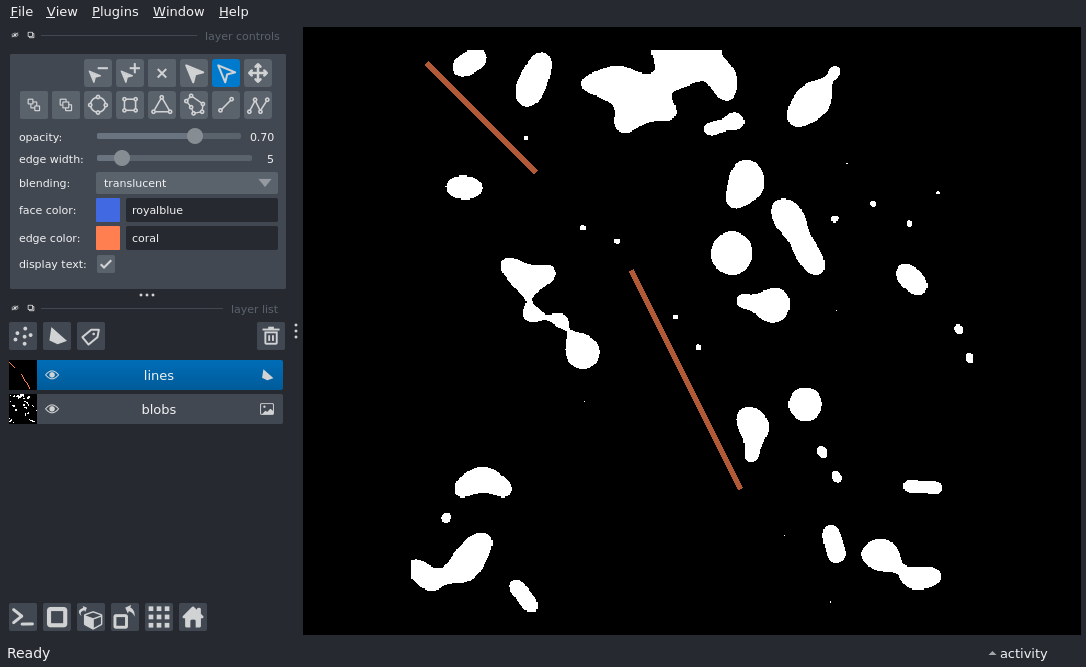 File View Plugins Window Help
layer controls
opacity: 0.70
edge width: 5
blending: translucent
face color: royalblue
edge color: coral
display text:
layer list
lines
blobs
Ready
activity